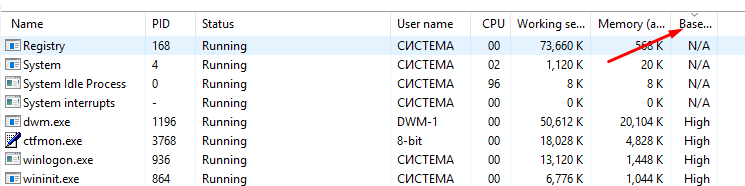 Name PID Status User name CPU Working se... Memory (a... Base...
Registry 168 Running СИСТЕМА 00 73,660 K 568 K N/A
System 4 Running СИСТЕМА 02 1,120 K 20 K N/A
System Idle Process 0 Running СИСТЕМА 96 8 K 8 K N/A
System interrupts - Running СИСТЕМА 00 0 K 0 K N/A
dwm.exe 1196 Running DWM-1 00 50,612 K 20,104 K High
ctfmon.exe 3768 Running 8-bit 00 18,028 K 4,828 K High
winlogon.exe 936 Running СИСТЕМА 00 13,120 K 1,448 K High
wininit.exe 864 Running СИСТЕМА 00 6,776 K 1,044 K High